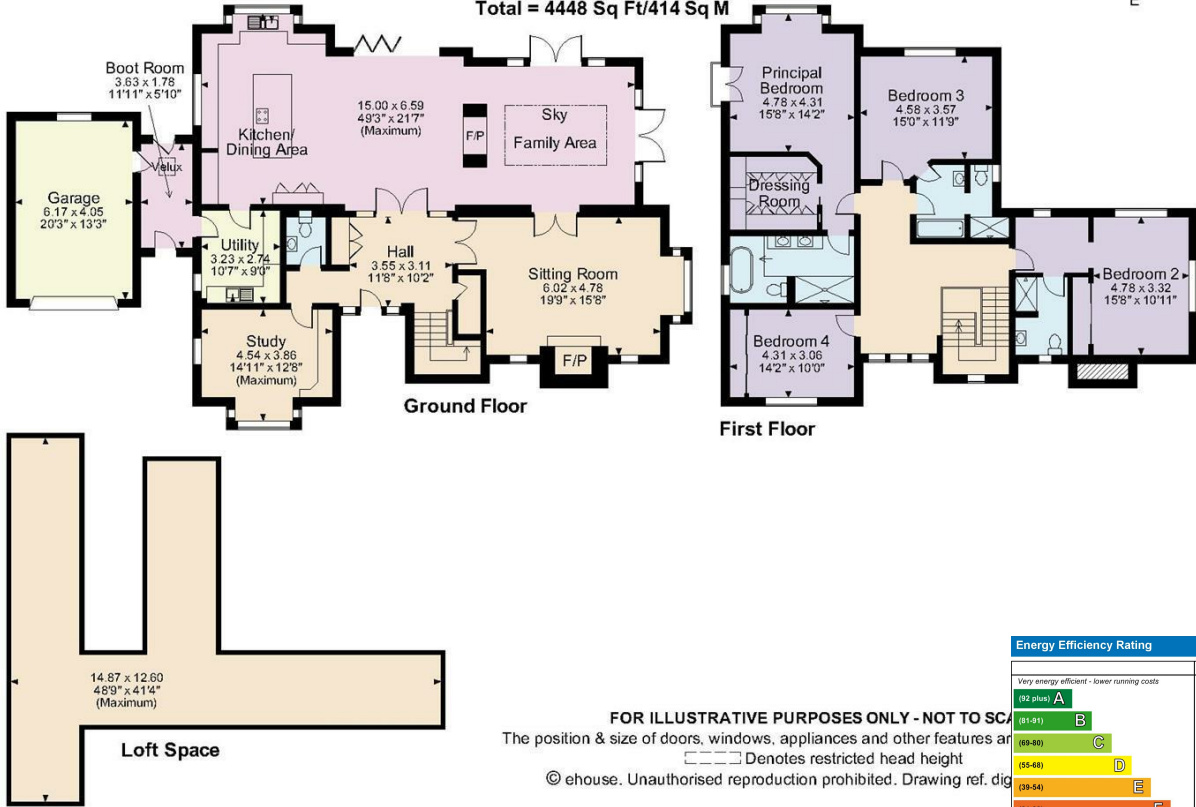 Total = 4448 Sq Ft/414 Sq M
E
Boot Room
3.63 x 1.78
11'11" x 5'10"
Velux
Garage
6.17 x 4.05
20'3" x 13'3"
Kitchen/
Dining Area
15.00 x 6.59
49'3" x 21'7"
(Maximum)
F/P
Sky
Family Area
Utility
3.23 x 2.74
10'7" x 9'0"
Hall
3.55 x 3.11
11'8" x 10'2"
Sitting Room
6.02 x 4.78
19'9" x 15'8"
F/P
Study
4.54 x 3.86
14'11" x 12'8"
(Maximum)
Ground Floor
Principal
Bedroom
4.78 x 4.31
15'8" x 14'2"
Bedroom 3
4.58 x 3.57
15'0" x 11'9"
Dressing
Room
Bedroom 2
4.78 x 3.32
15'8" x 10'11"
Bedroom 4
4.31 x 3.06
14'2" x 10'0"
First Floor
14.87 x 12.60
48'9" x 41'4"
(Maximum)
Loft Space
FOR ILLUSTRATIVE PURPOSES ONLY - NOT TO SCA
The position & size of doors, windows, appliances and other features ar
Denotes restricted head height
© ehouse. Unauthorised reproduction prohibited. Drawing ref. dig
Energy Efficiency Rating
Very energy efficient - lower running costs
(92 plus) A
(81-91) B
(69-80) C
(55-68) D
(39-54) E